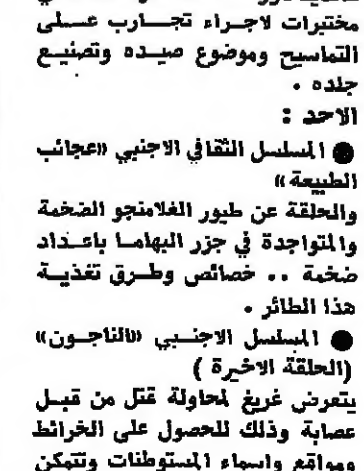 مختبرات لاجراء تجارب عسلى
التماسيح وموضوع صيده وتصنيع
جلده .
الاحد :
● المسلسل الثقافي الاجنبي «عجائب
الطبيعة»
والحلقة عن طيور الفلامنجو الضخمة
والمتواجدة في جزر البهاما باعداد
ضخمة .. خصائص وطرق تغذية
هذا الطائر .
● المسلسل الاجنبي «الناجون»
(الحلقة الاخيرة )
يتعرض غريغ لمحاولة قتل من قبل
عصابة وذلك للحصول على الخرائط
ومواقع واسماء المستوطنات وتتمكن